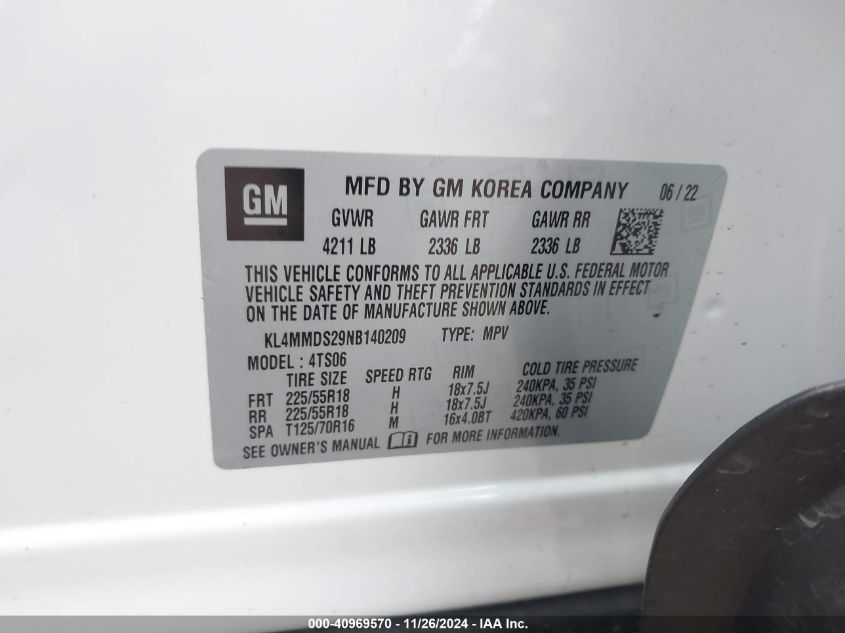 GM MFD BY GM KOREA COMPANY 06/22
GVWR GAWR FRT GAWR RR
4211 LB 2336 LB 2336 LB
THIS VEHICLE CONFORMS TO ALL APPLICABLE U.S. FEDERAL MOTOR
VEHICLE SAFETY AND THEFT PREVENTION STANDARDS IN EFFECT
ON THE DATE OF MANUFACTURE SHOWN ABOVE.
KL4MMDS29NB140209 TYPE: MPV
MODEL: 4TS06
TIRE SIZE SPEED RTG RIM COLD TIRE PRESSURE
FRT 225/55R18 H 18x7.5J 240KPA, 35 PSI
RR 225/55R18 H 18x7.5J 240KPA, 35 PSI
SPA T125/70R16 M 16x4.0BT 420KPA, 60 PSI
SEE OWNER'S MANUAL FOR MORE INFORMATION.
000-40969570 - 11/26/2024 - IAA Inc.